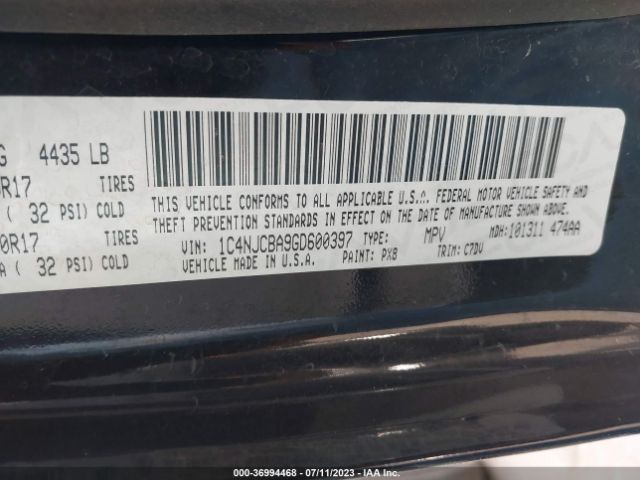 G 4435 LB
0R17 TIRES
( 32 PSI) COLD
0R17 TIRES
A ( 32 PSI) COLD
THIS VEHICLE CONFORMS TO ALL APPLICABLE U.S.A. FEDERAL MOTOR VEHICLE SAFETY AND
THEFT PREVENTION STANDARDS IN EFFECT ON THE DATE OF MANUFACTURE SHOWN ABOVE.
VIN: 1C4NJCBA9GD600397 TYPE: MPV MDH:101311 474AA
VEHICLE MADE IN U.S.A. PAINT: PX8 TRIM: C7DV
000-36994468 - 07/11/2023 - IAA Inc.